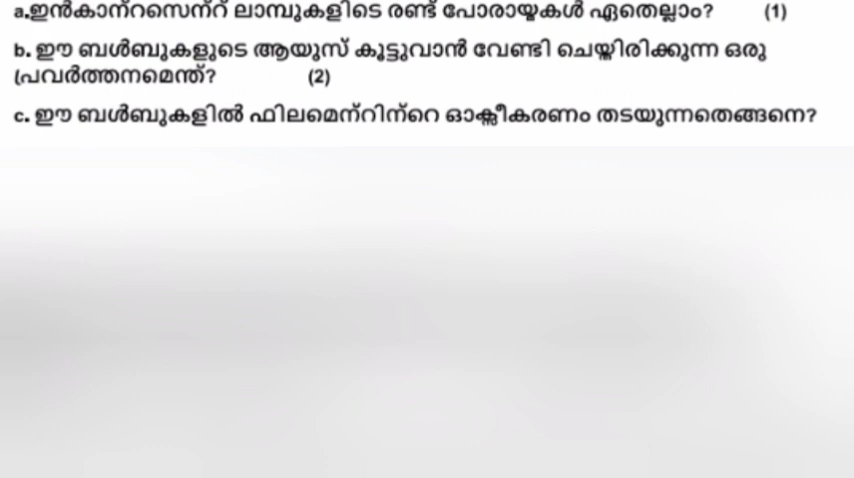 a.ഇൻകാന്റസെന്റ് ലാമ്പുകളിടെ രണ്ട് പോരായ്മകൾ ഏതെല്ലാം? (1)
b. ഈ ബൾബുകളുടെ ആയുസ് കൂട്ടുവാൻ വേണ്ടി ചെയ്തിരിക്കുന്ന ഒരു
പ്രവർത്തനമെന്ത്? (2)
c. ഈ ബൾബുകളിൽ ഫിലമെന്റിന്റെ ഓക്സീകരണം തടയുന്നതെങ്ങനെ?